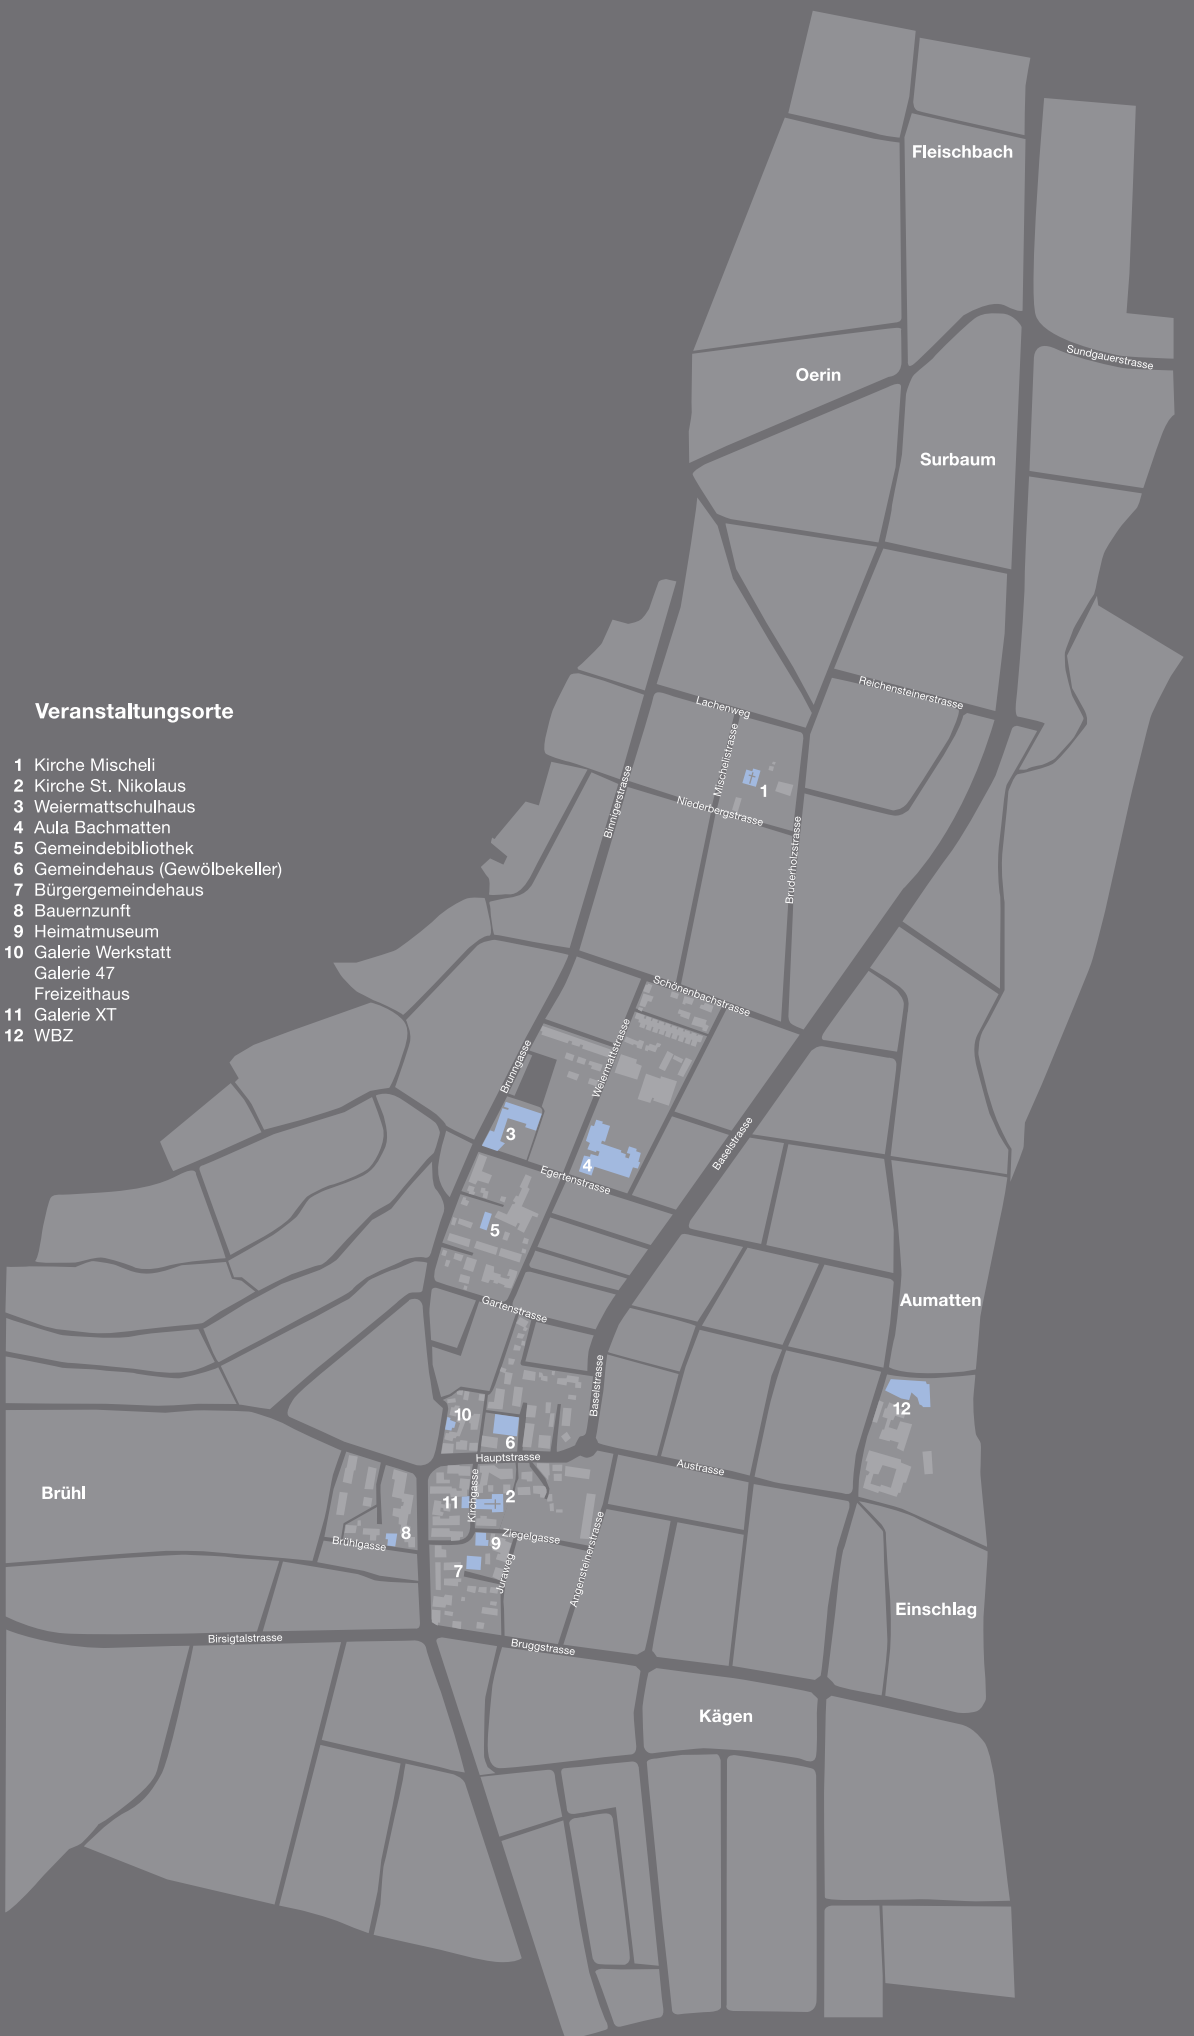 Fleischbach
Sundgauerstrasse
Oerin
Surbaum
Reichensteinerstrasse
Lachenweg
Veranstaltungsorte
1 Kirche Mischeli
2 Kirche St. Nikolaus
3 Weiermattschulhaus
4 Aula Bachmatten
5 Gemeindebibliothek
6 Gemeindehaus (Gewölbekeller)
7 Bürgergemeindehaus
8 Bauernzunft
9 Heimatmuseum
10 Galerie Werkstatt
Galerie 47
Freizeithaus
11 Galerie XT
12 WBZ
Mischelistrasse
Binnigerstrasse
1
Niederbergstrasse
Bruderholzstrasse
Schönenbachstrasse
Brunngasse
Weiermattstrasse
3
4
Baselstrasse
Egertenstrasse
5
Aumatten
Gartenstrasse
Baselstrasse
12
10
6
Hauptstrasse
Austrasse
Brühl
Kirchgasse
11
2
8
Brühlgasse
9
Ziegelgasse
7
Juraweg
Angensteinerstrasse
Einschlag
Birsigtalstrasse
Bruggstrasse
Kägen